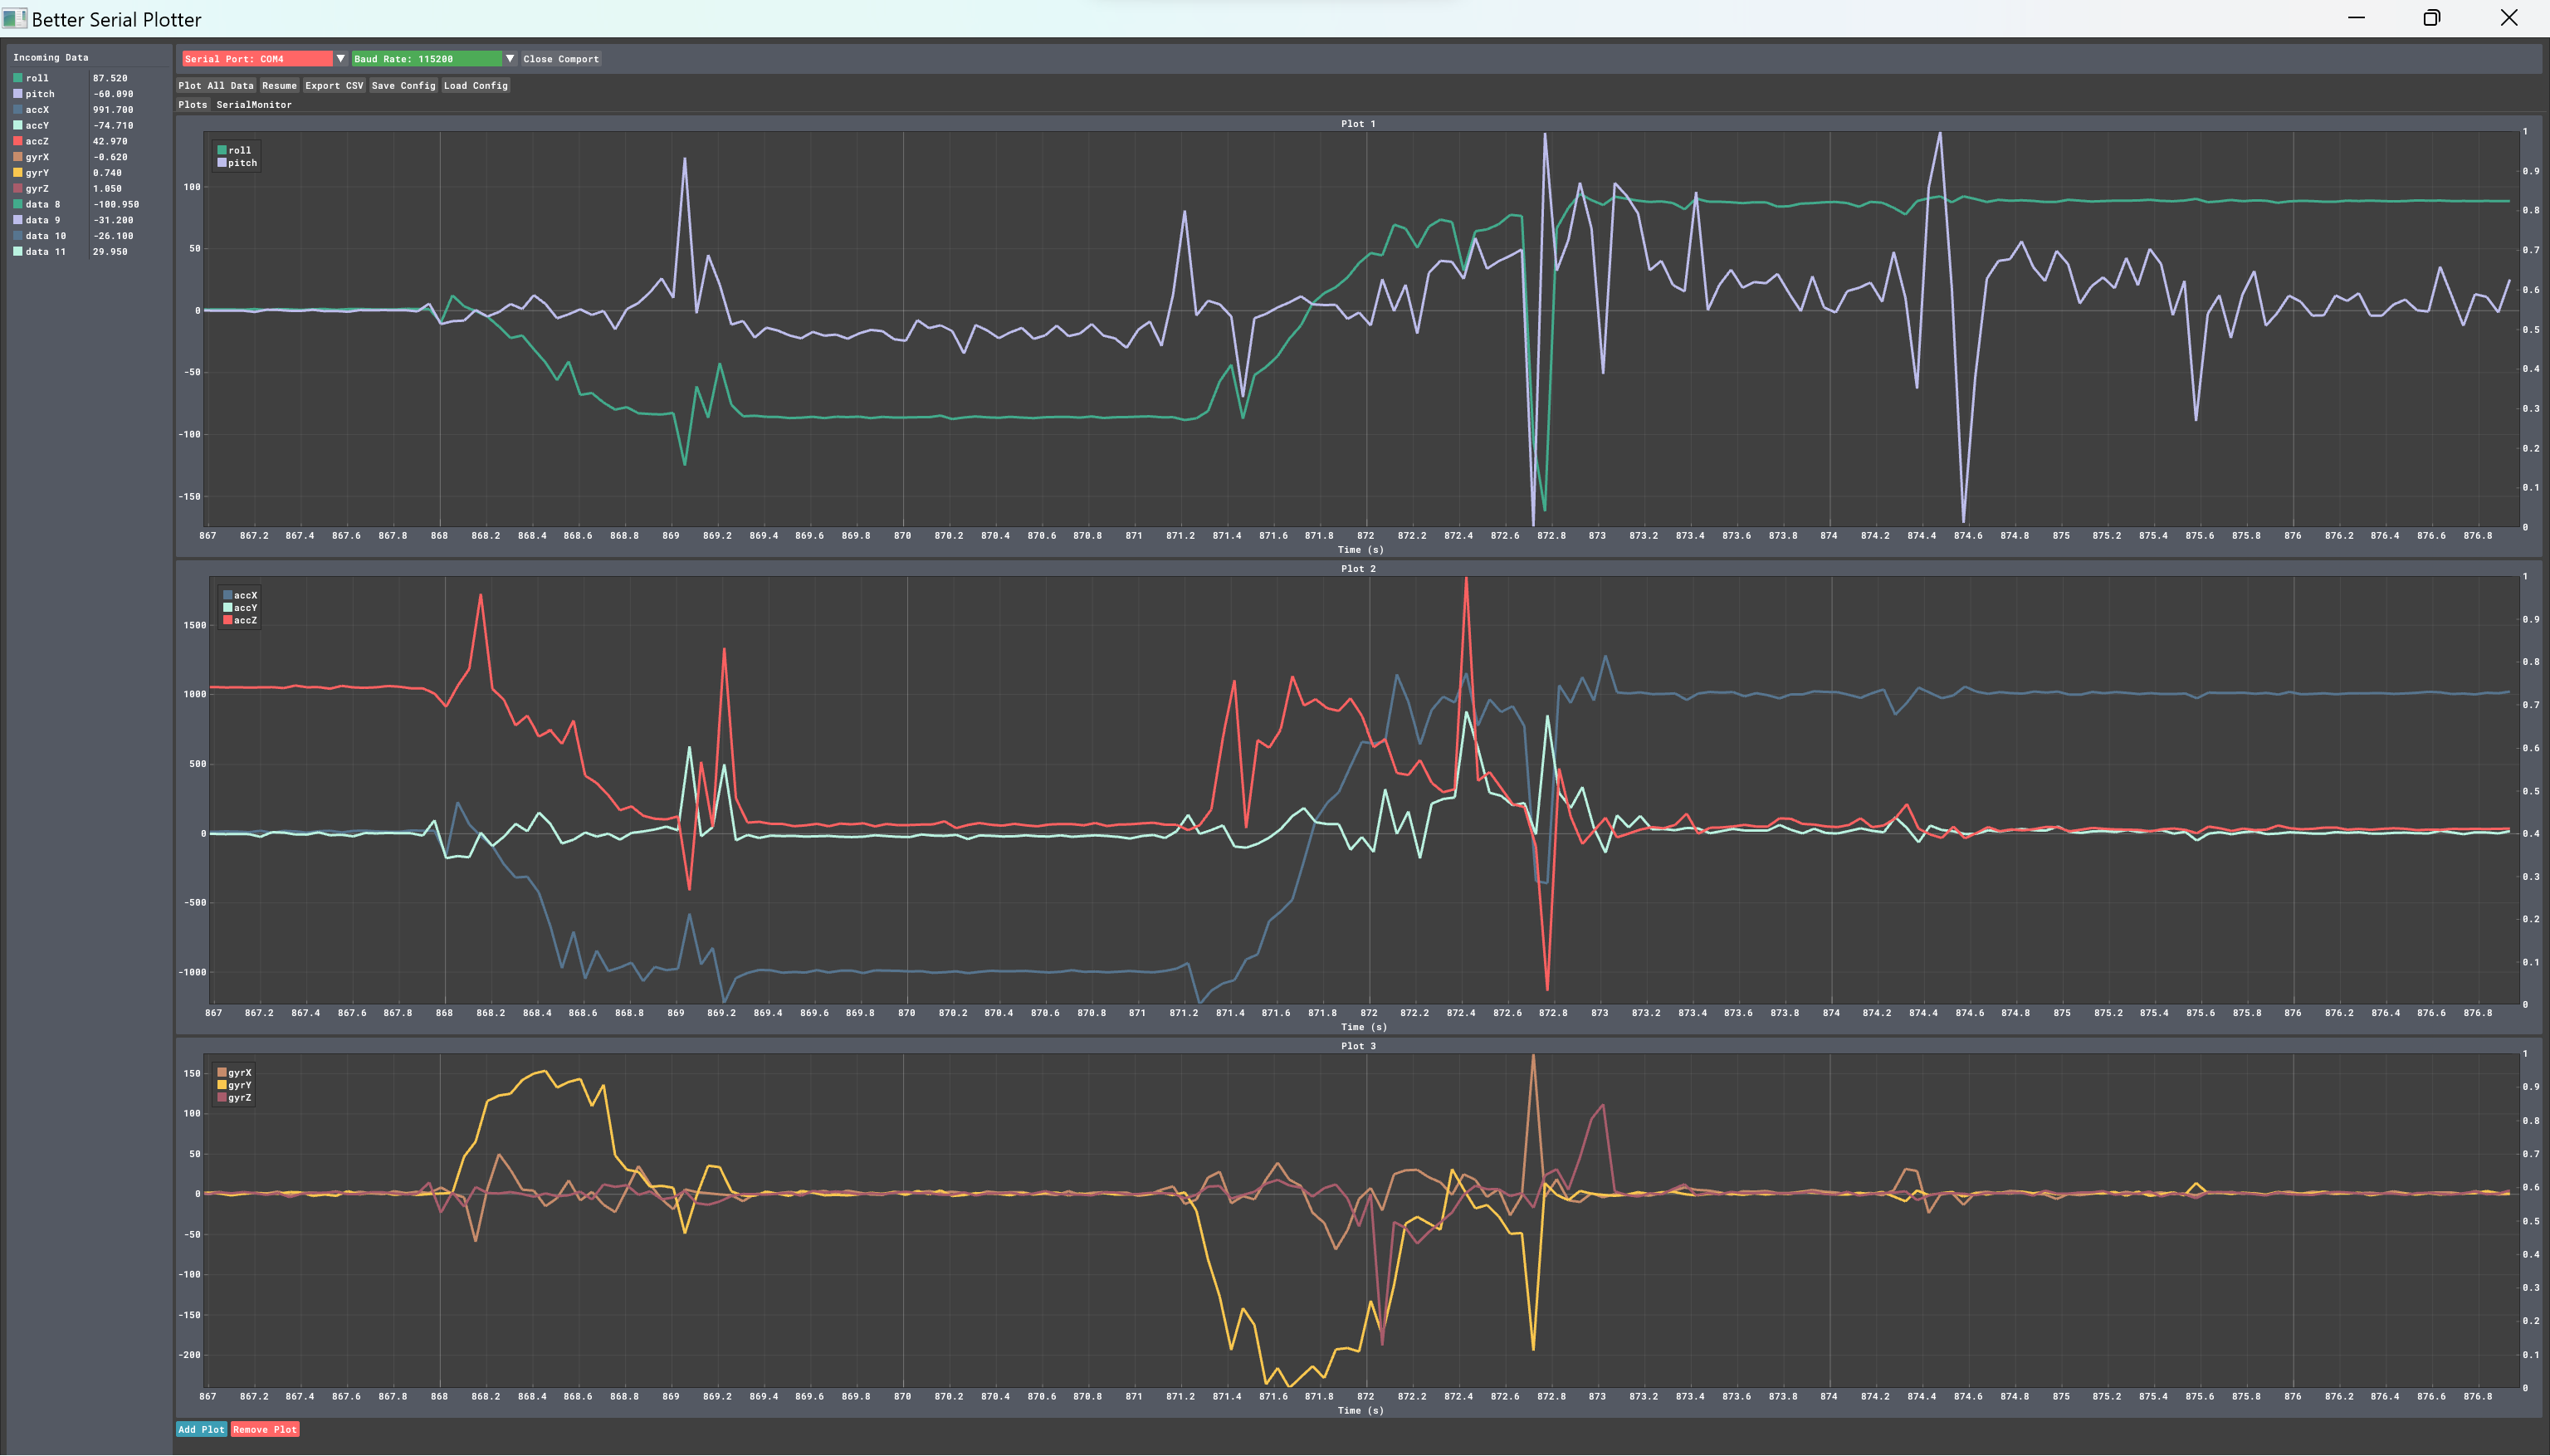 Better Serial Plotter
Incoming Data
roll 87.520
pitch -60.090
accX 991.700
accY -74.710
accZ 42.970
gyrX -0.620
gyrY 0.740
gyrZ 1.050
data 8 -100.950
data 9 -31.200
data 10 -26.100
data 11 29.950
Serial Port: COM4 Baud Rate: 115200 Close Comport
Plot All Data Resume Export CSV Save Config Load Config
Plots SerialMonitor
Plot 1
roll
pitch
100
50
0
-50
-100
-150
1
0.9
0.8
0.7
0.6
0.5
0.4
0.3
0.2
0.1
0
867 867.2 867.4 867.6 867.8 868 868.2 868.4 868.6 868.8 869 869.2 869.4 869.6 869.8 870 870.2 870.4 870.6 870.8 871 871.2 871.4 871.6 871.8 872 872.2 872.4 872.6 872.8 873 873.2 873.4 873.6 873.8 874 874.2 874.4 874.6 874.8 875 875.2 875.4 875.6 875.8 876 876.2 876.4 876.6 876.8
Time (s)
Plot 2
accX
accY
accZ
1500
1000
500
0
-500
-1000
1
0.9
0.8
0.7
0.6
0.5
0.4
0.3
0.2
0.1
0
867 867.2 867.4 867.6 867.8 868 868.2 868.4 868.6 868.8 869 869.2 869.4 869.6 869.8 870 870.2 870.4 870.6 870.8 871 871.2 871.4 871.6 871.8 872 872.2 872.4 872.6 872.8 873 873.2 873.4 873.6 873.8 874 874.2 874.4 874.6 874.8 875 875.2 875.4 875.6 875.8 876 876.2 876.4 876.6 876.8
Time (s)
Plot 3
gyrX
gyrY
gyrZ
150
100
50
0
-50
-100
-150
-200
1
0.9
0.8
0.7
0.6
0.5
0.4
0.3
0.2
0.1
0
867 867.2 867.4 867.6 867.8 868 868.2 868.4 868.6 868.8 869 869.2 869.4 869.6 869.8 870 870.2 870.4 870.6 870.8 871 871.2 871.4 871.6 871.8 872 872.2 872.4 872.6 872.8 873 873.2 873.4 873.6 873.8 874 874.2 874.4 874.6 874.8 875 875.2 875.4 875.6 875.8 876 876.2 876.4 876.6 876.8
Time (s)
Add Plot Remove Plot